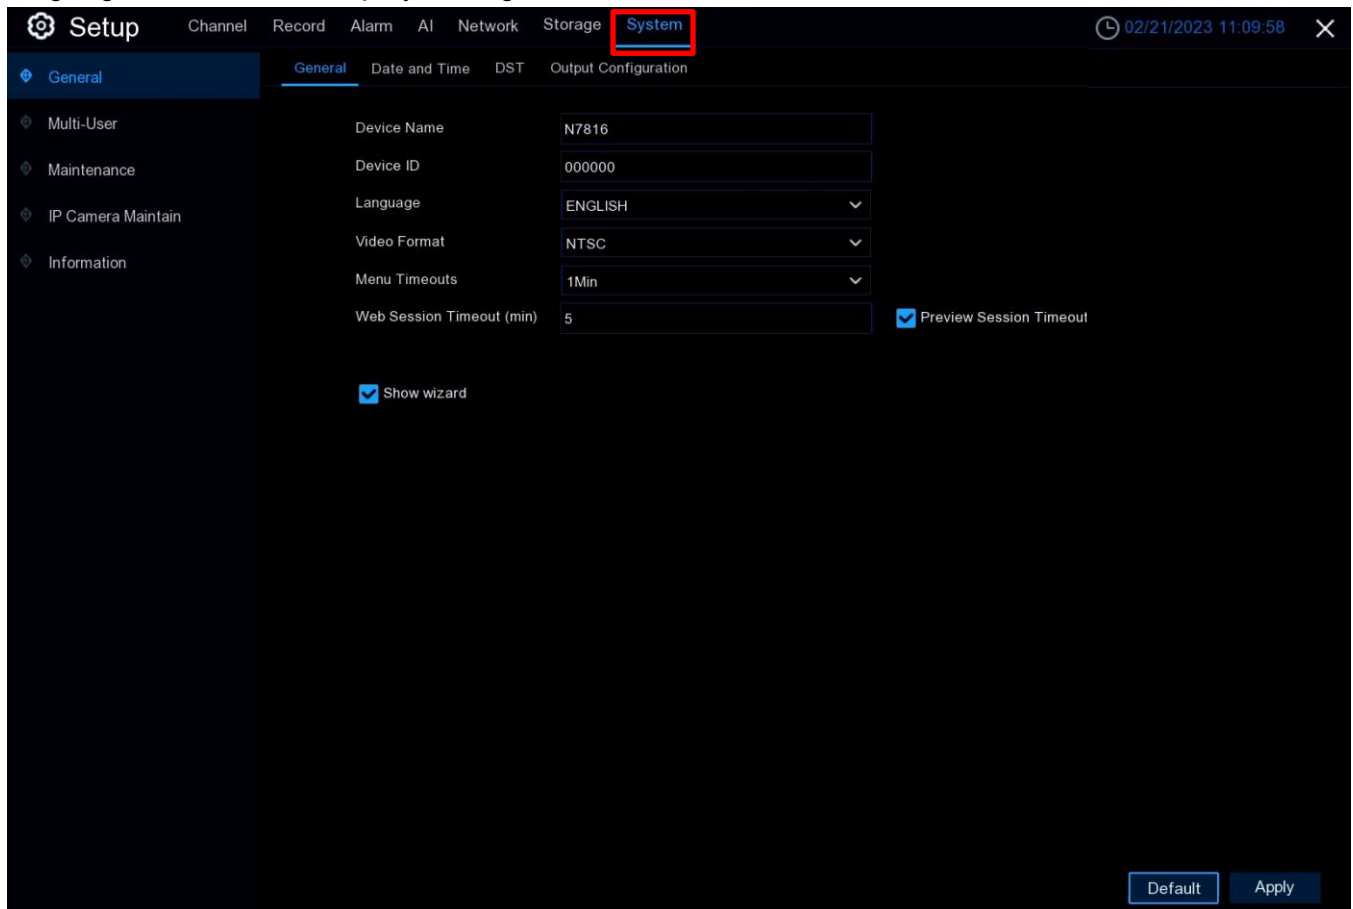 Setup Channel Record Alarm AI Network Storage System 02/21/2023 11:09:58
General
Multi-User
Maintenance
IP Camera Maintain
Information
General Date and Time DST Output Configuration
Device Name N7816
Device ID 000000
Language ENGLISH
Video Format NTSC
Menu Timeouts 1Min
Web Session Timeout (min) 5 Preview Session Timeout
Show wizard
Default Apply